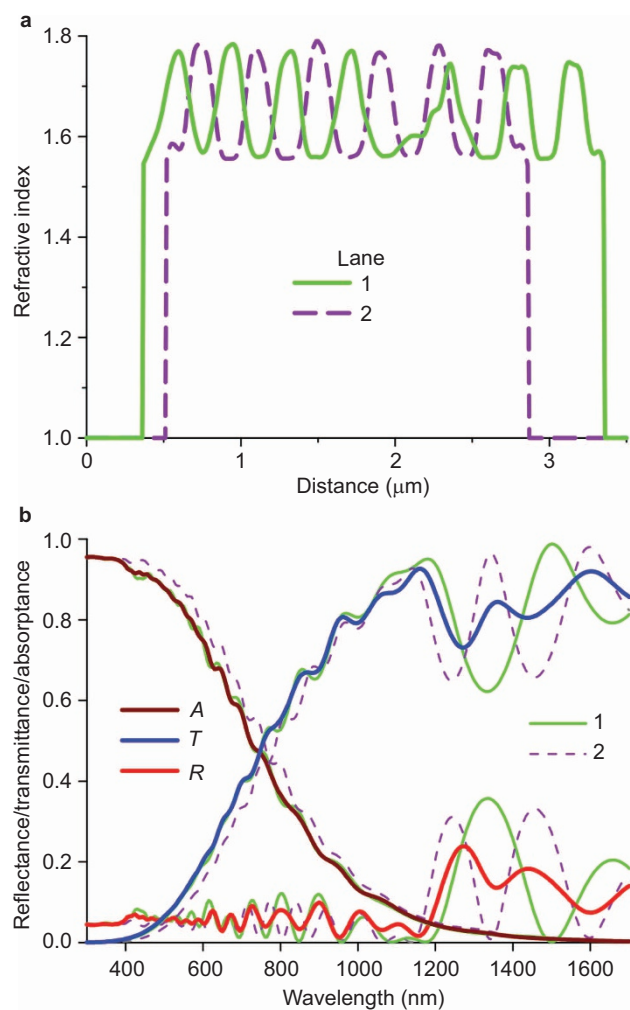 a
1.8
1.6
1.4
1.2
1.0
Refractive index
Lane
1
2
0
1
2
3
Distance (μm)
b
1.0
0.8
0.6
0.4
0.2
0.0
Reflectance/transmittance/absorptance
A
T
R
1
2
400
600
800
1000
1200
1400
1600
Wavelength (nm)